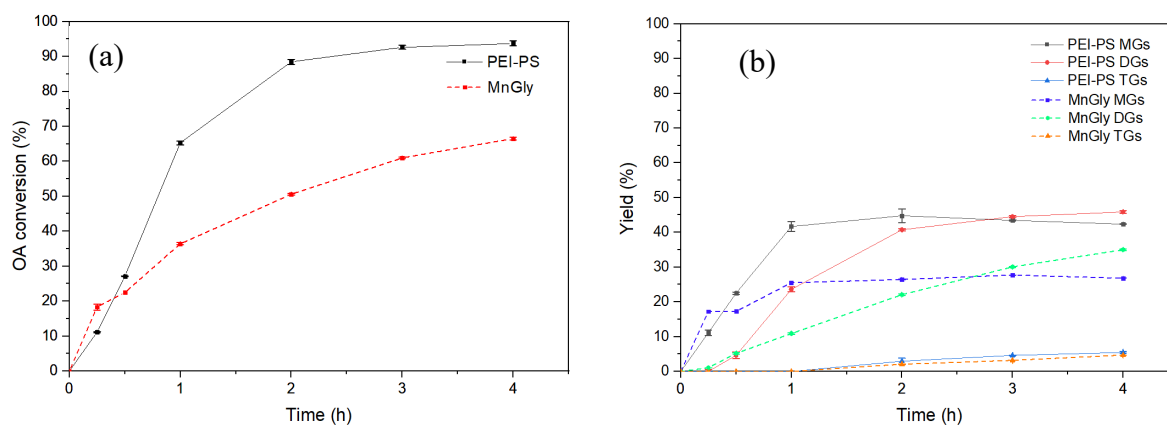 (a)
PEI-PS
MnGly
OA conversion (%)
100
90
80
70
60
50
40
30
20
10
0
0 1 2 3 4
Time (h)
(b)
PEI-PS MGs
PEI-PS DGs
PEI-PS TGs
MnGly MGs
MnGly DGs
MnGly TGs
Yield (%)
100
90
80
70
60
50
40
30
20
10
0
0 1 2 3 4
Time (h)